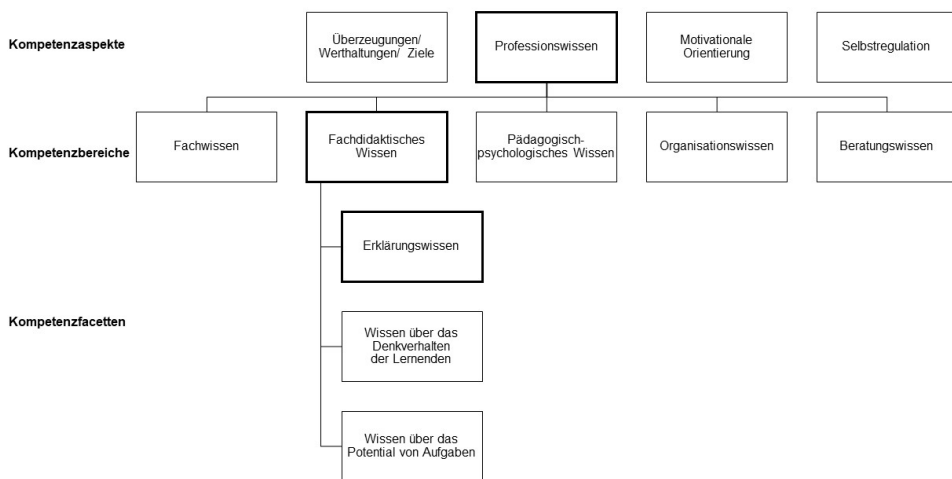 Kompetenzaspekte
Überzeugungen/
Werthaltungen/ Ziele
Professionswissen
Motivationale
Orientierung
Selbstregulation
Kompetenzbereiche
Fachwissen
Fachdidaktisches
Wissen
Pädagogisch-
psychologisches Wissen
Organisationswissen
Beratungswissen
Erklärungswissen
Kompetenzfacetten
Wissen über das
Denkverhalten
der Lernenden
Wissen über das
Potential von Aufgaben